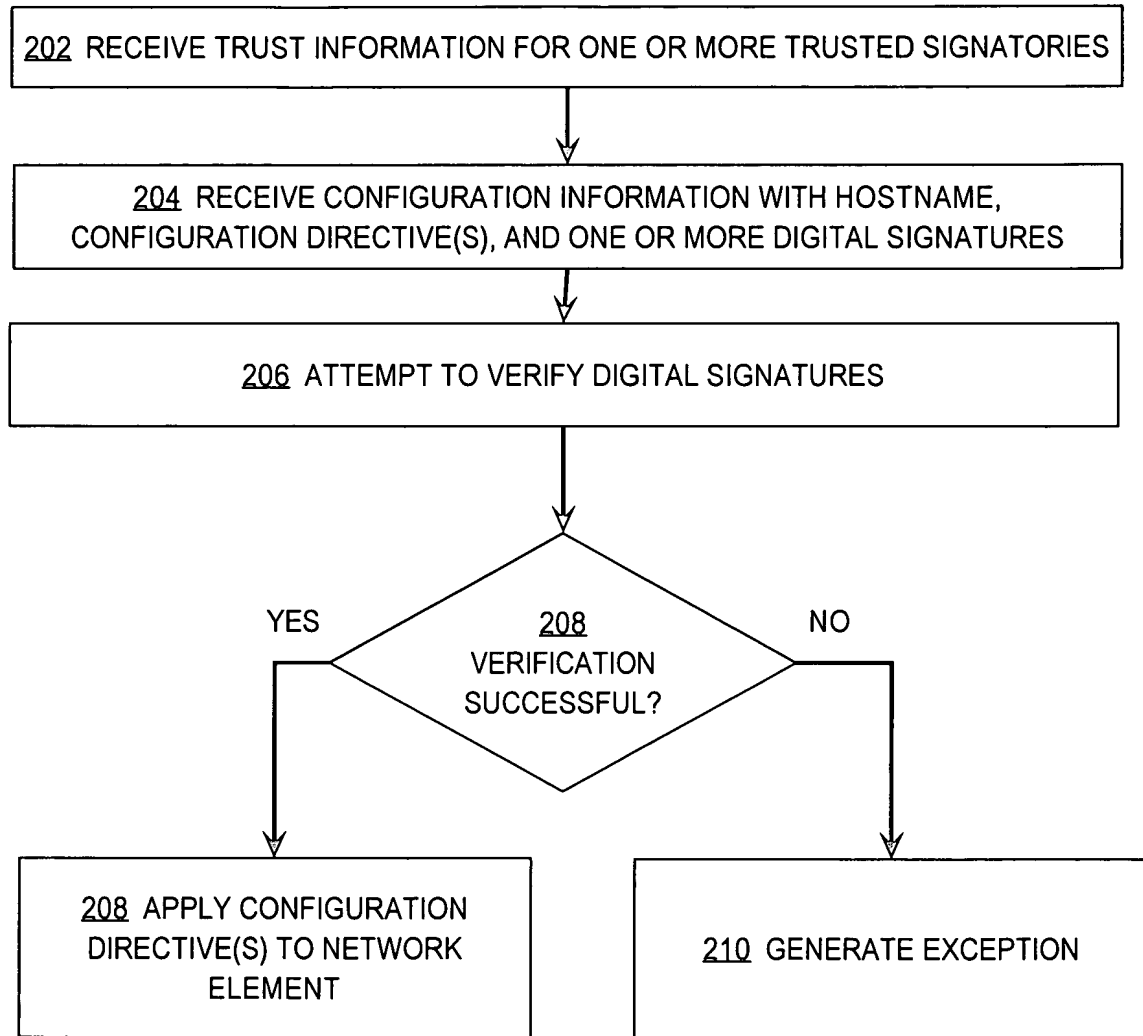 202 RECEIVE TRUST INFORMATION FOR ONE OR MORE TRUSTED SIGNATORIES
204 RECEIVE CONFIGURATION INFORMATION WITH HOSTNAME,
CONFIGURATION DIRECTIVE(S), AND ONE OR MORE DIGITAL SIGNATURES
206 ATTEMPT TO VERIFY DIGITAL SIGNATURES
YES
208
VERIFICATION
SUCCESSFUL?
NO
208 APPLY CONFIGURATION
DIRECTIVE(S) TO NETWORK
ELEMENT
210 GENERATE EXCEPTION